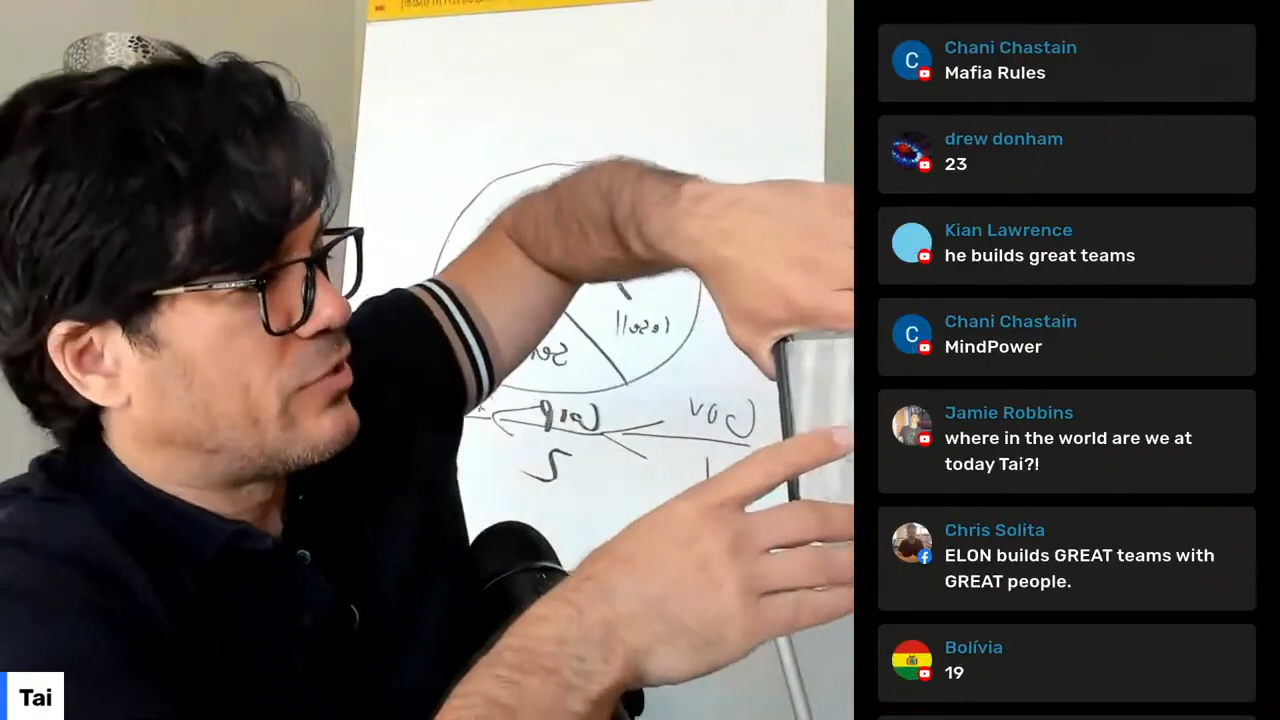 Chani Chastain
Mafia Rules
drew donham
23
Kian Lawrence
he builds great teams
Chani Chastain
MindPower
Jamie Robbins
where in the world are we at
today Tai?!
Chris Solita
ELON builds GREAT teams with
GREAT people.
Bolívia
19
C
C
resell
Tai